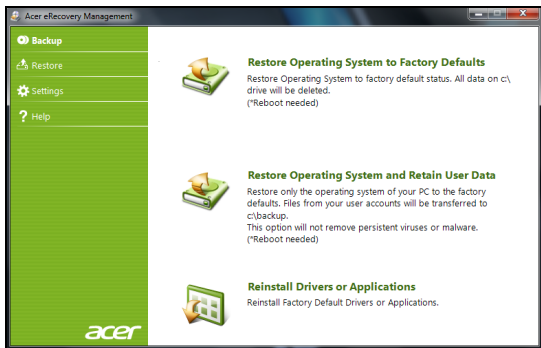 Acer eRecovery Management
Backup
Restore
Settings
? Help
Restore Operating System to Factory Defaults
Restore Operating System to factory default status. All data on c:\
drive will be deleted.
(*Reboot needed)
Restore Operating System and Retain User Data
Restore only the operating system of your PC to the factory
defaults. Files from your user accounts will be transferred to
c:\backup.
This option will not remove persistent viruses or malware.
(*Reboot needed)
Reinstall Drivers or Applications
Reinstall Factory Default Drivers or Applications.
acer